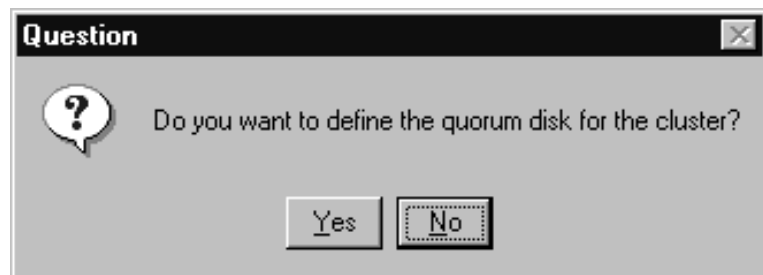 Question
Do you want to define the quorum disk for the cluster?
Yes No